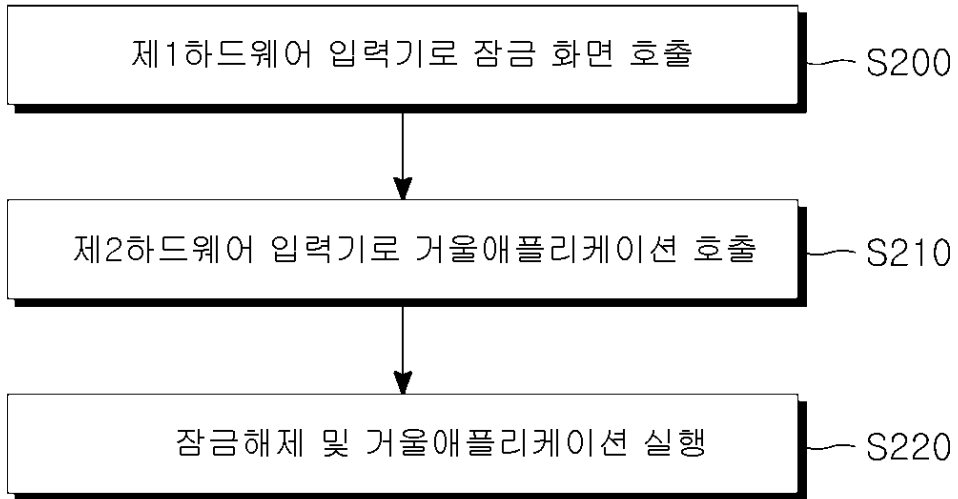 제1하드웨어 입력기로 잠금 화면 호출
S200
제2하드웨어 입력기로 거울애플리케이션 호출
S210
잠금해제 및 거울애플리케이션 실행
S220